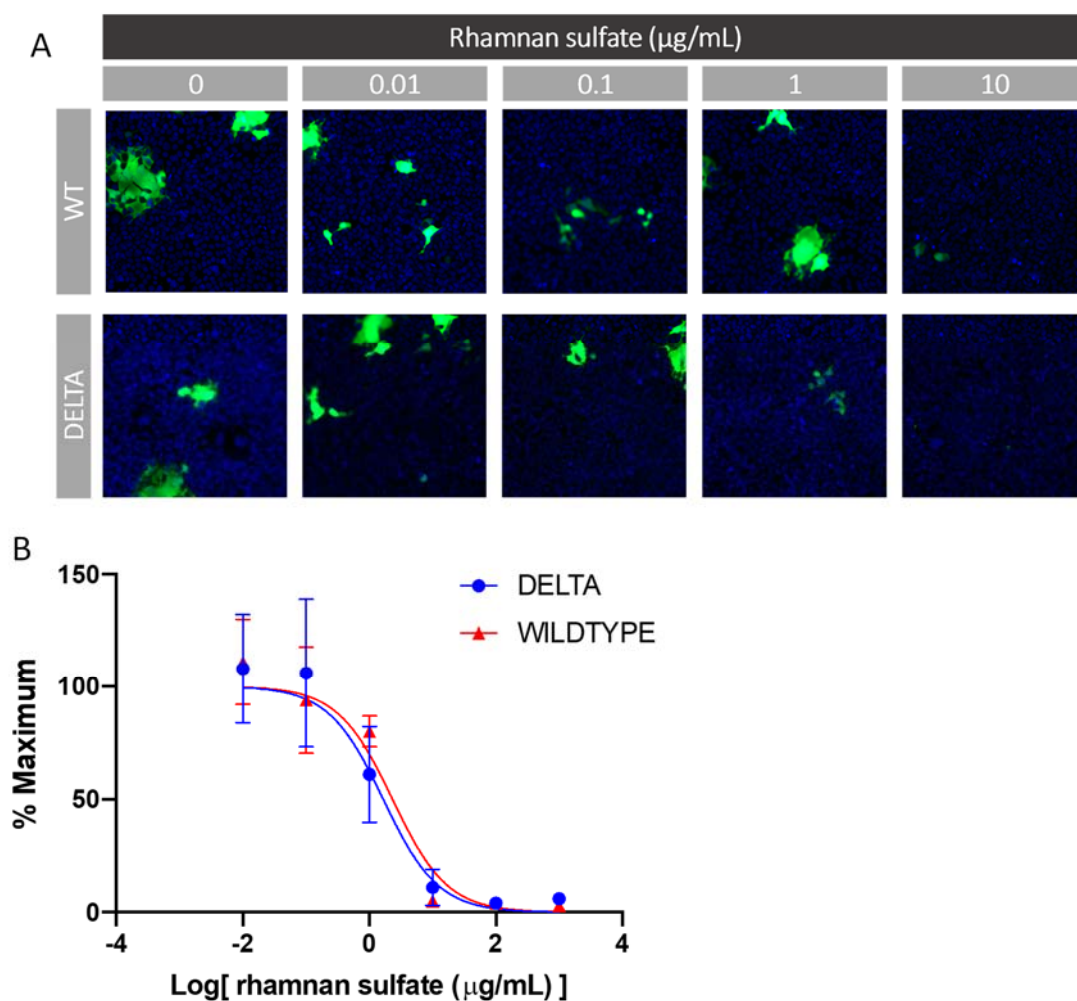 A
Rhamnan sulfate (µg/mL)
0 0.01 0.1 1 10
WT
DELTA
B
150
100
50
0
% Maximum
DELTA
WILDTYPE
-4 -2 0 2 4
Log[ rhamnan sulfate (µg/mL) ]